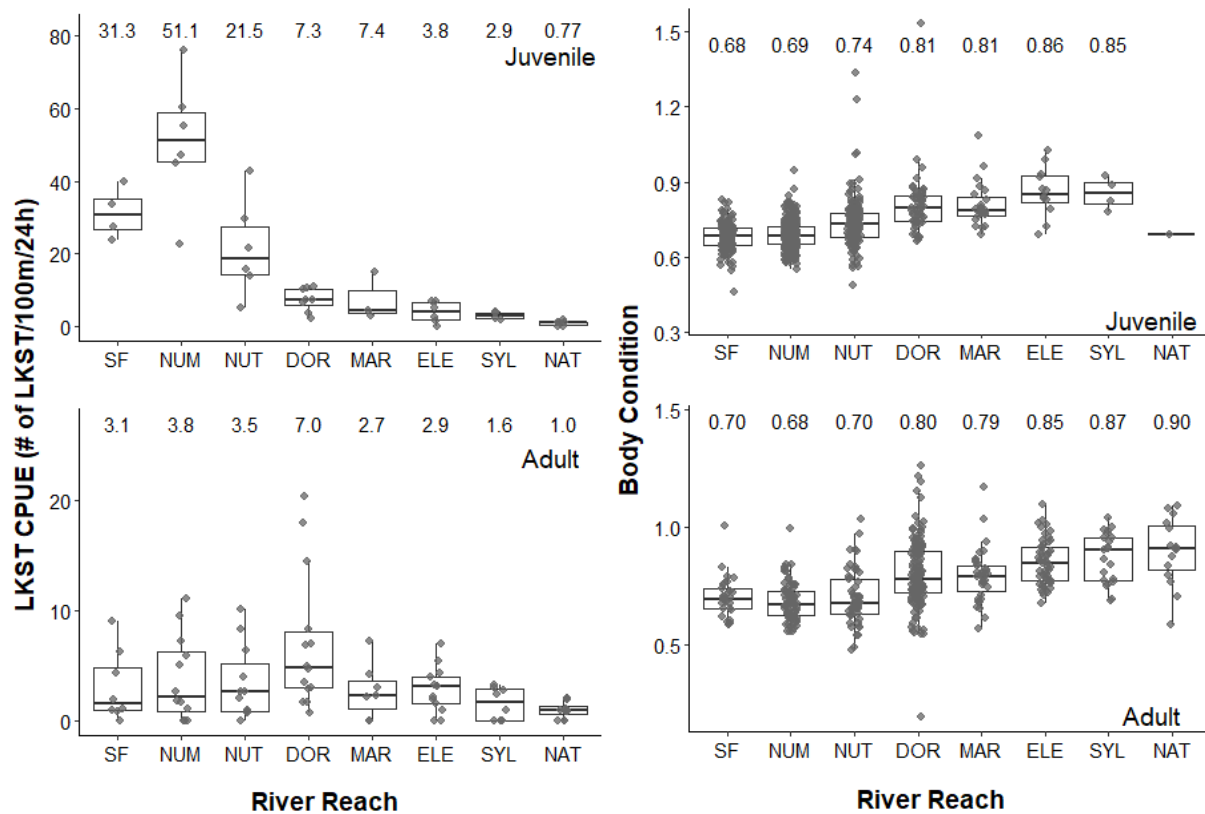 LKST CPUE (# of LKST/100m/24h)
31.3 51.1 21.5 7.3 7.4 3.8 2.9 0.77
Juvenile
80
60
40
20
0
SF NUM NUT DOR MAR ELE SYL NAT
3.1 3.8 3.5 7.0 2.7 2.9 1.6 1.0
Adult
20
10
0
SF NUM NUT DOR MAR ELE SYL NAT
River Reach
Body Condition
0.68 0.69 0.74 0.81 0.81 0.86 0.85
1.5
1.2
0.9
0.6
0.3
Juvenile
SF NUM NUT DOR MAR ELE SYL NAT
1.5
0.70 0.68 0.70 0.80 0.79 0.85 0.87 0.90
1.0
0.5
Adult
SF NUM NUT DOR MAR ELE SYL NAT
River Reach